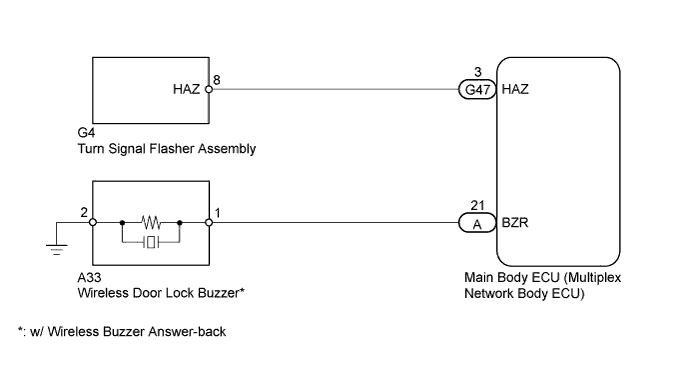 HAZ
8
3
G47
HAZ
G4
Turn Signal Flasher Assembly
2
1
21
A
BZR
A33
Wireless Door Lock Buzzer*
Main Body ECU (Multiplex
Network Body ECU)
*: w/ Wireless Buzzer Answer-back